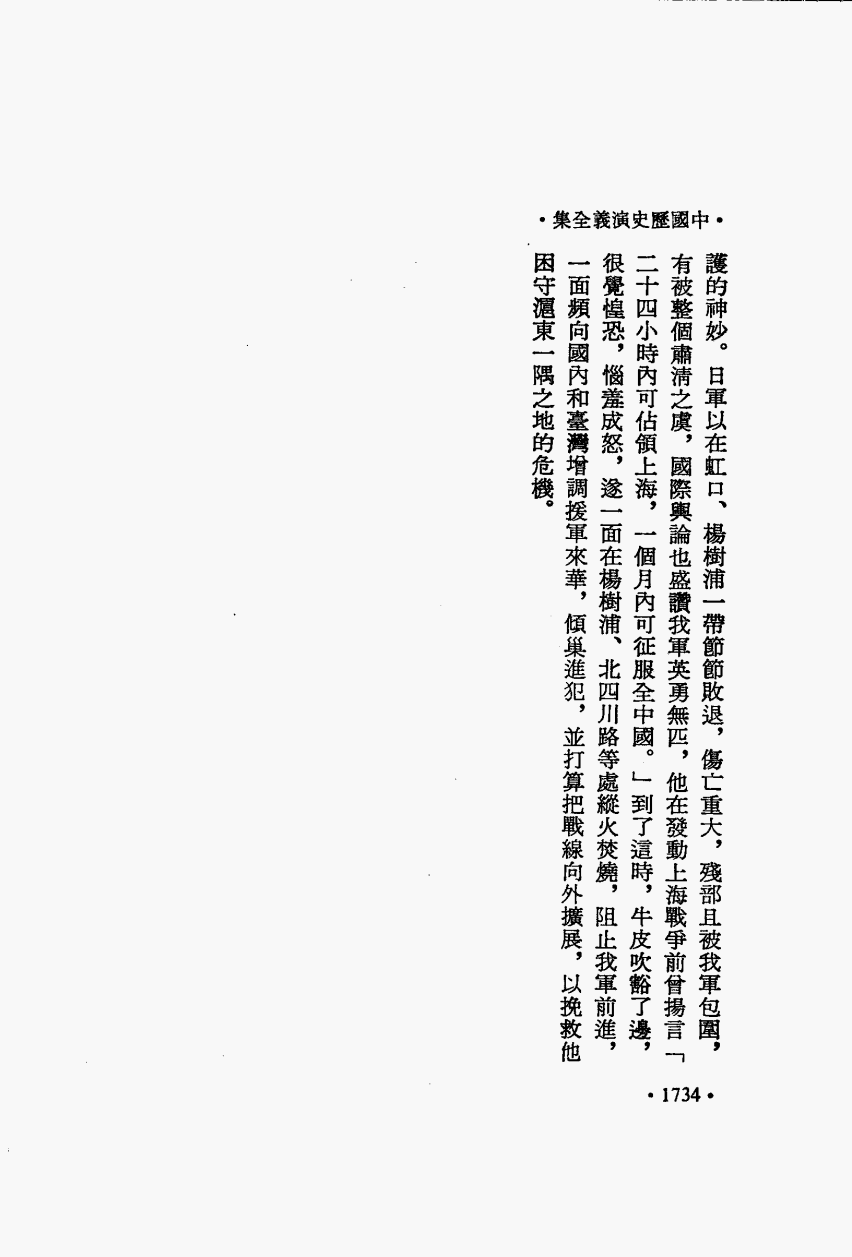 •中國歷史演義全集•
護的神妙。日軍以在虹口、楊樹浦一帶節節敗退，傷亡重大，殘部且被我軍包圍，
有被整個肅清之虞，國際輿論也盛讚我軍英勇無匹，他在發動上海戰爭前曾揚言「
二十四小時內可佔領上海，一個月內可征服全中國。」到了這時，牛皮吹豁了邊，
很覺惶恐，惱羞成怒，遂一面在楊樹浦、北四川路等處縱火焚燒，阻止我軍前進，
一面頻向國內和臺灣增調援軍來華，傾巢進犯，並打算把戰線向外擴展，以挽救他
困守滬東一隅之地的危機。
•1734•